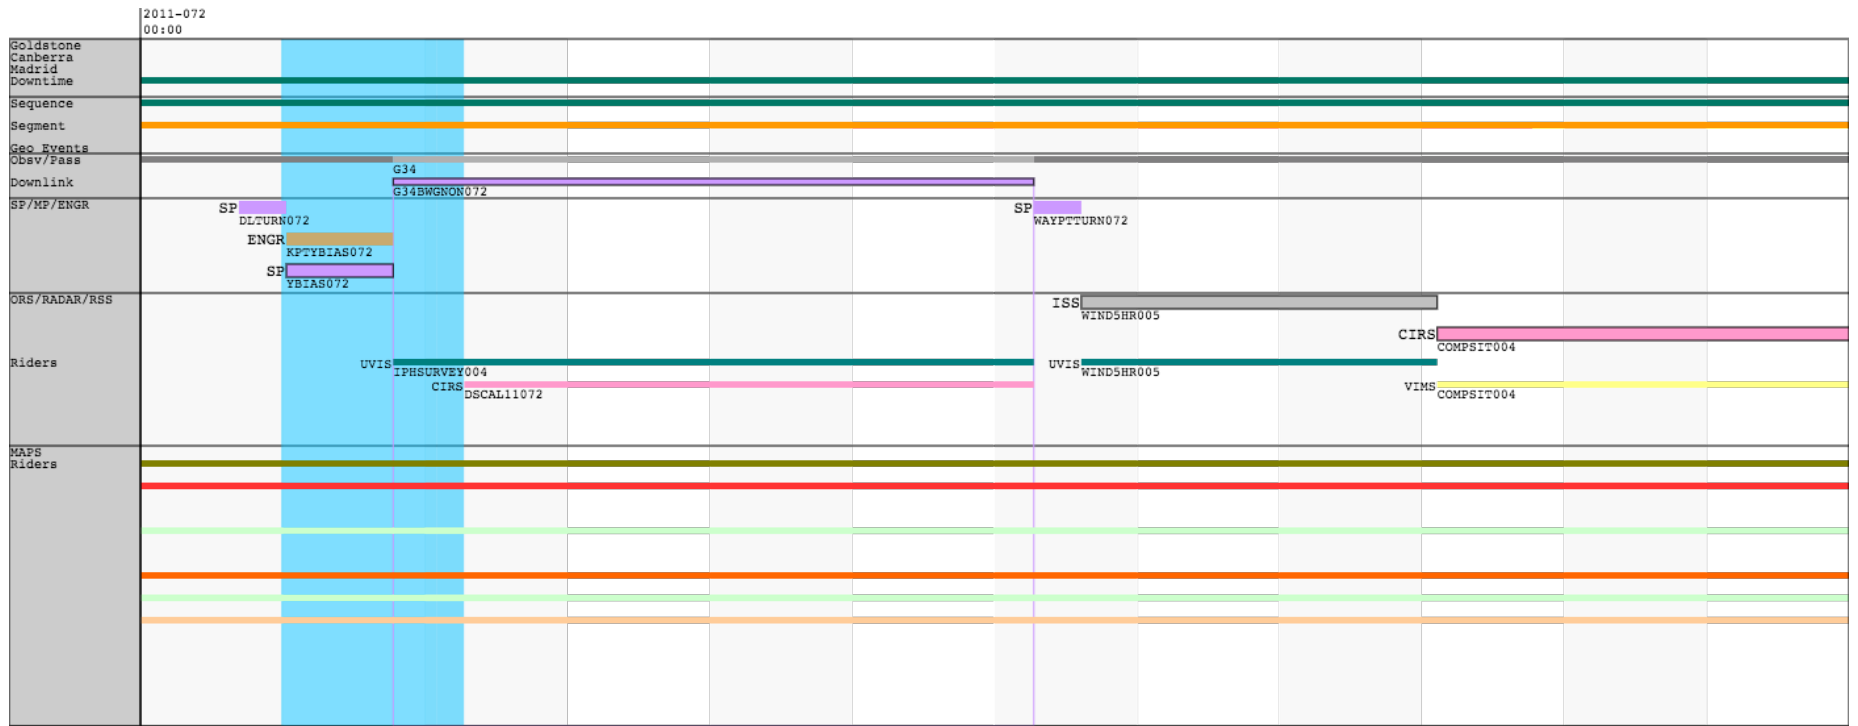 2011-072
00:00
Goldstone
Canberra
Madrid
Downtime
Sequence
Segment
Geo Events
Obsv/Pass
G34
Downlink
G34BWGNON072
SP/MP/ENGR
SP
SP
DLTURN072
WAYPTTURN072
ENGR
KPTYBIAS072
SP
YBIAS072
ORS/RADAR/RSS
ISS
WIND5HR005
CIRS
COMPSIT004
Riders
UVIS
UVIS
IPHSURVEY004
WIND5HR005
CIRS
VIMS
DSCAL11072
COMPSIT004
MAPS
Riders